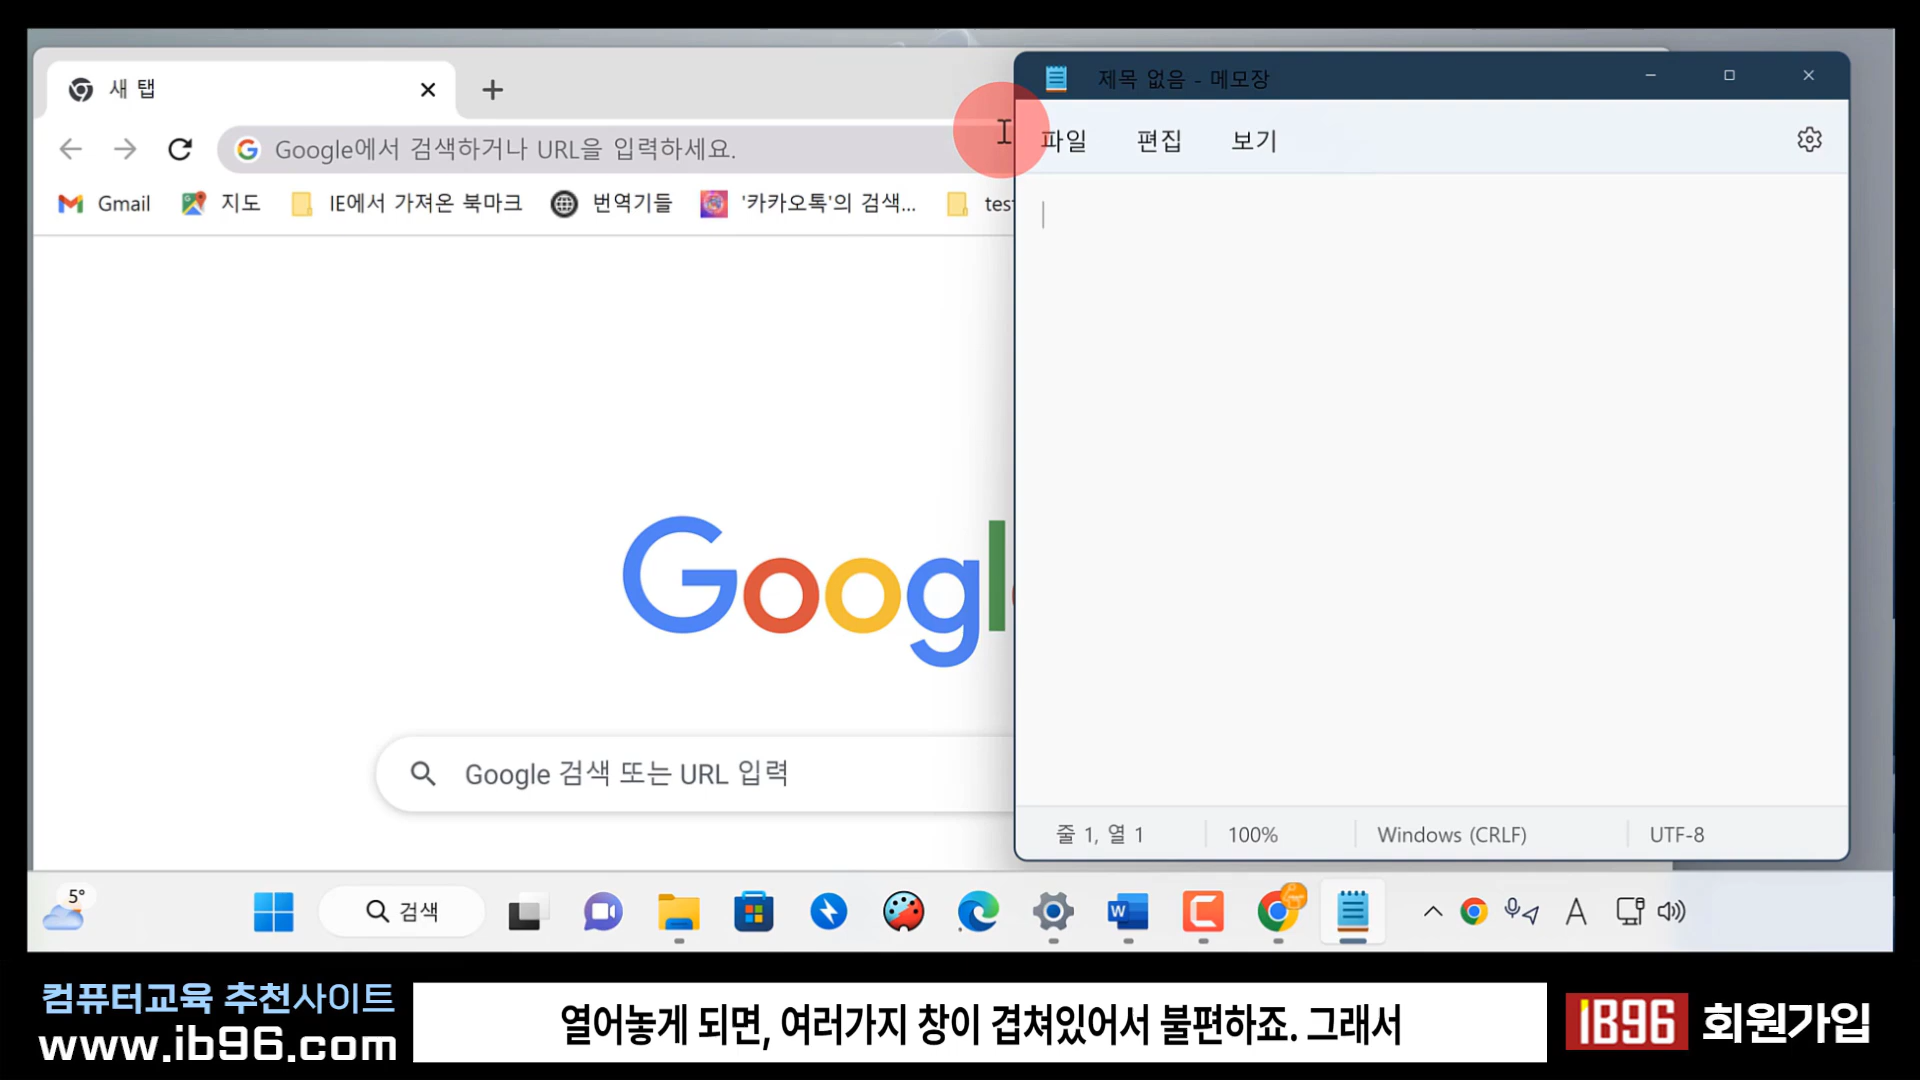 새 탭
Google에서 검색하거나 URL을 입력하세요.
Gmail 지도 IE에서 가져온 북마크 번역기들 '카카오톡'의 검색... tes
제목 없음 - 메모장
파일 편집 보기
Google
Google 검색 또는 URL 입력
줄 1, 열 1 100% Windows (CRLF) UTF-8
5° 검색 A
컴퓨터교육 추천사이트
www.ib96.com
열어놓게 되면, 여러가지 창이 겹쳐있어서 불편하죠. 그래서
IB96 회원가입